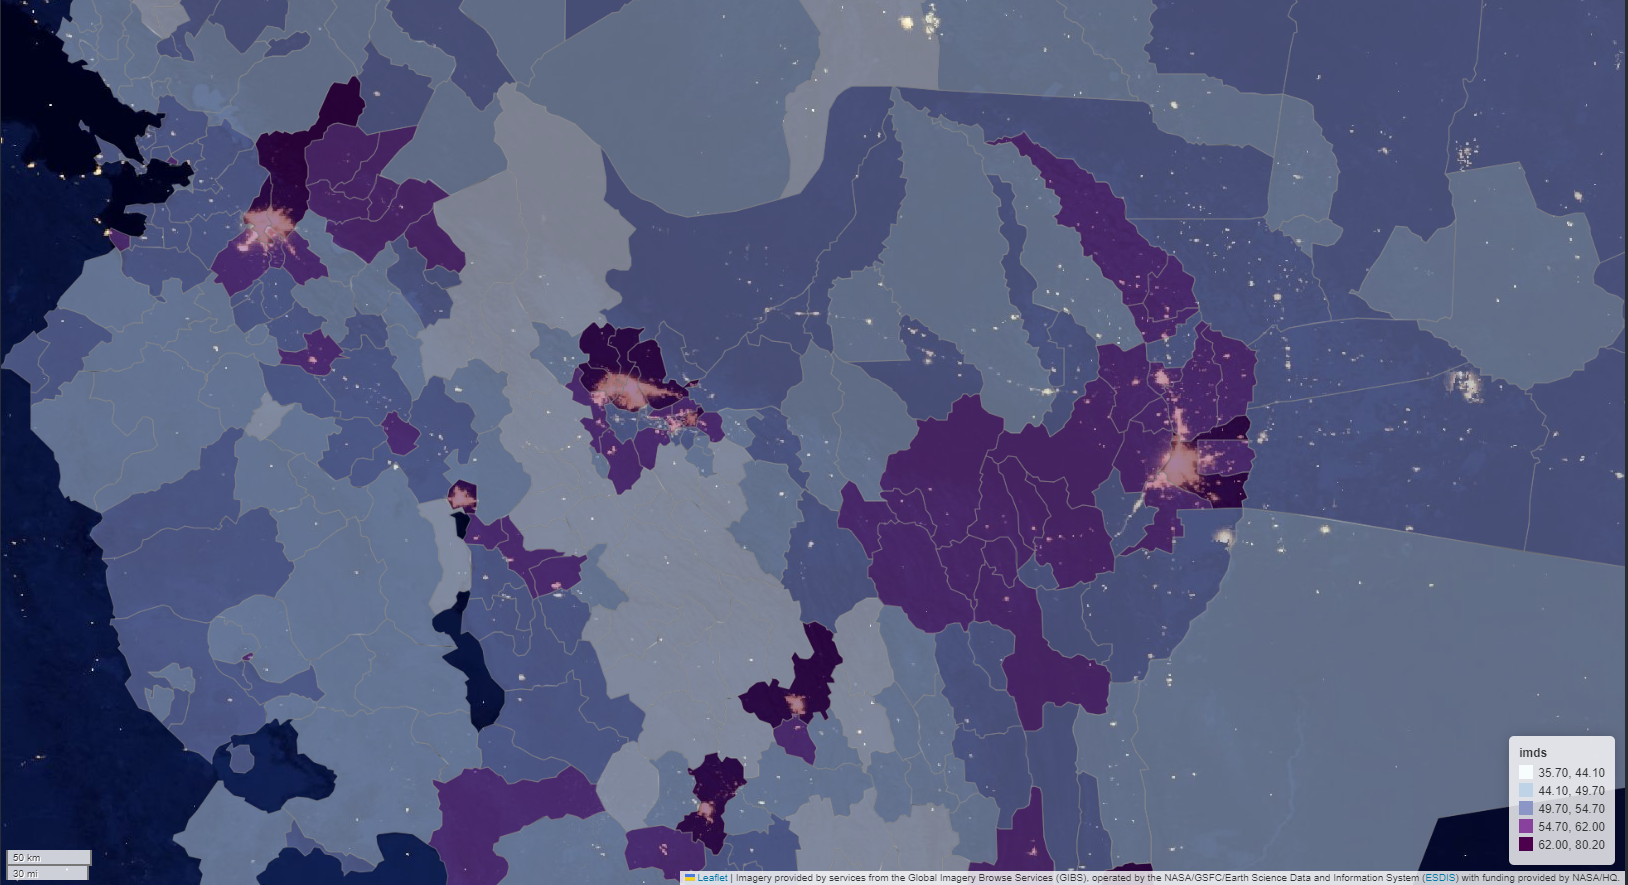 imds
35.70, 44.10
44.10, 49.70
49.70, 54.70
54.70, 62.00
62.00, 80.20
50 km
30 mi
Leaflet | Imagery provided by services from the Global Imagery Browse Services (GIBS), operated by the NASA/GSFC/Earth Science Data and Information System (ESDIS) with funding provided by NASA/HQ.